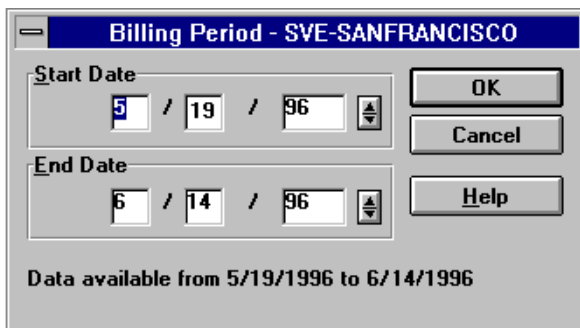 Billing Period - SVE-SANFRANCISCO
Start Date
5 / 19 / 96
OK
Cancel
End Date
6 / 14 / 96
Help
Data available from 5/19/1996 to 6/14/1996